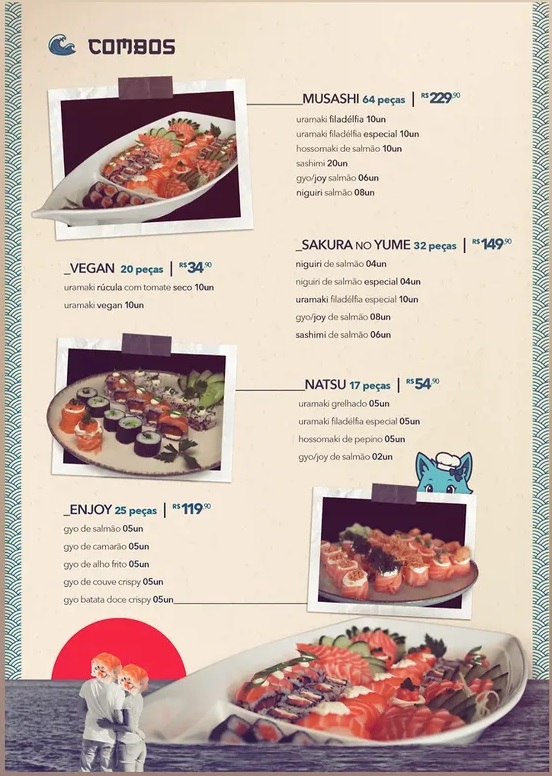 COMBOS
_MUSASHI 64 peças | R$229,90
uramaki filadélfia 10un
uramaki filadélfia especial 10un
hossomaki de salmão 10un
sashimi 20un
gyo/joy salmão 06un
niguiri salmão 08un
_SAKURA NO YUME 32 peças | R$149,90
niguiri de salmão 04un
niguiri de salmão especial 04un
uramaki filadélfia especial 10un
gyo/joy de salmão 08un
sashimi de salmão 06un
_VEGAN 20 peças | R$34,90
uramaki rúcula com tomate seco 10un
uramaki vegan 10un
NATSU 17 peças | R$54,90
uramaki grelhado 05un
uramaki filadélfia especial 05un
hossomaki de pepino 05un
gyo/joy de salmão 02un
_ENJOY 25 peças | R$119,90
gyo de salmão 05un
gyo de camarão 05un
gyo de alho frito 05un
gyo de couve crispy 05un
gyo batata doce crispy 05un